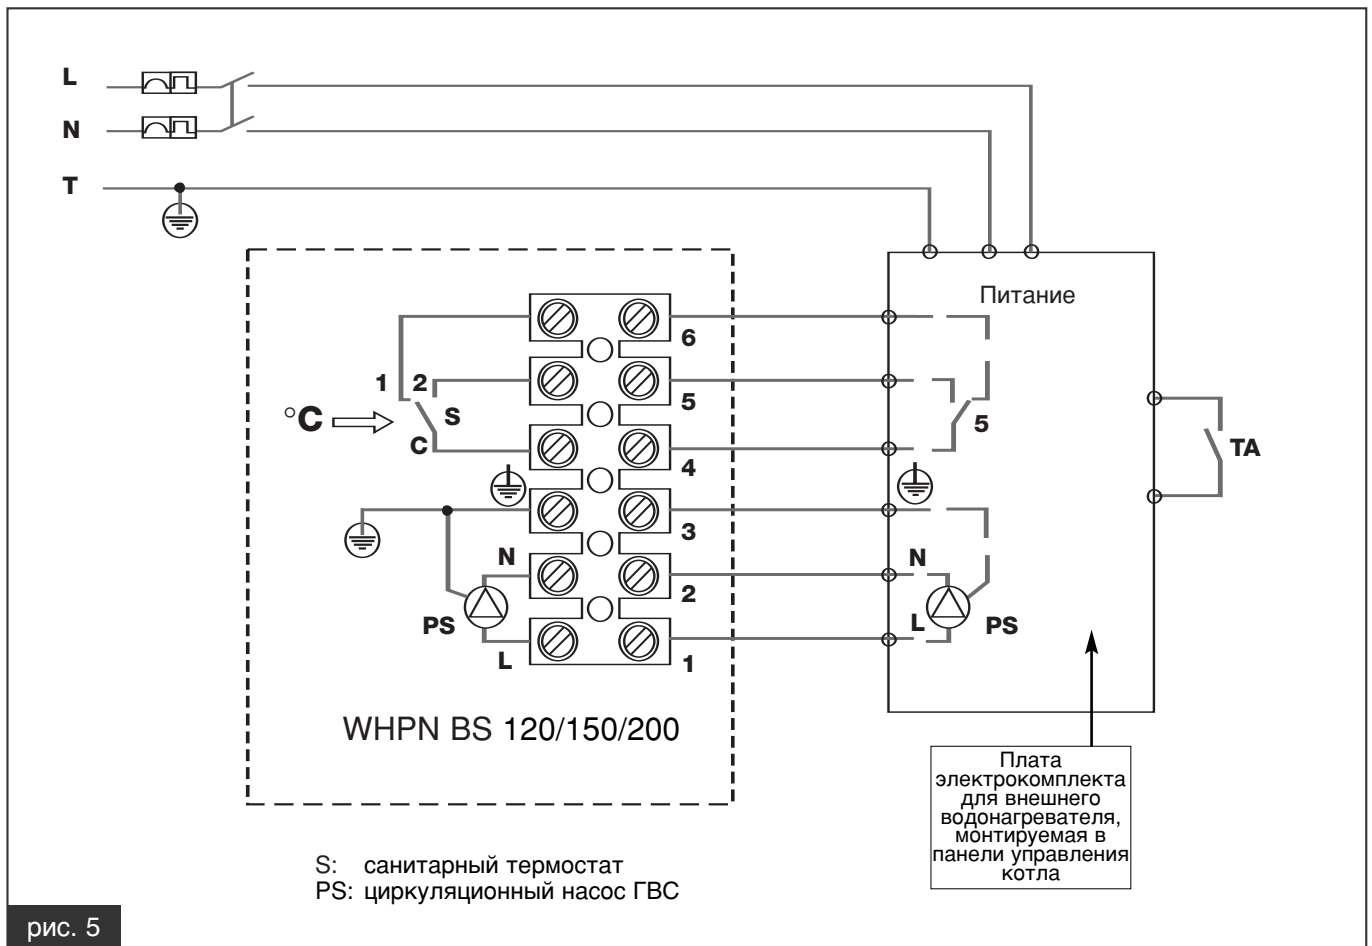 L
N
T
Питание
6
1 2
5
5
°C
S
C
4
TA
3
N
N
2
PS
L
PS
L
1
WHPN BS 120/150/200
Плата
электрокомплекта
для внешнего
водонагревателя,
монтируемая в
панели управления
котла
S: санитарный термостат
PS: циркуляционный насос ГВС
рис. 5